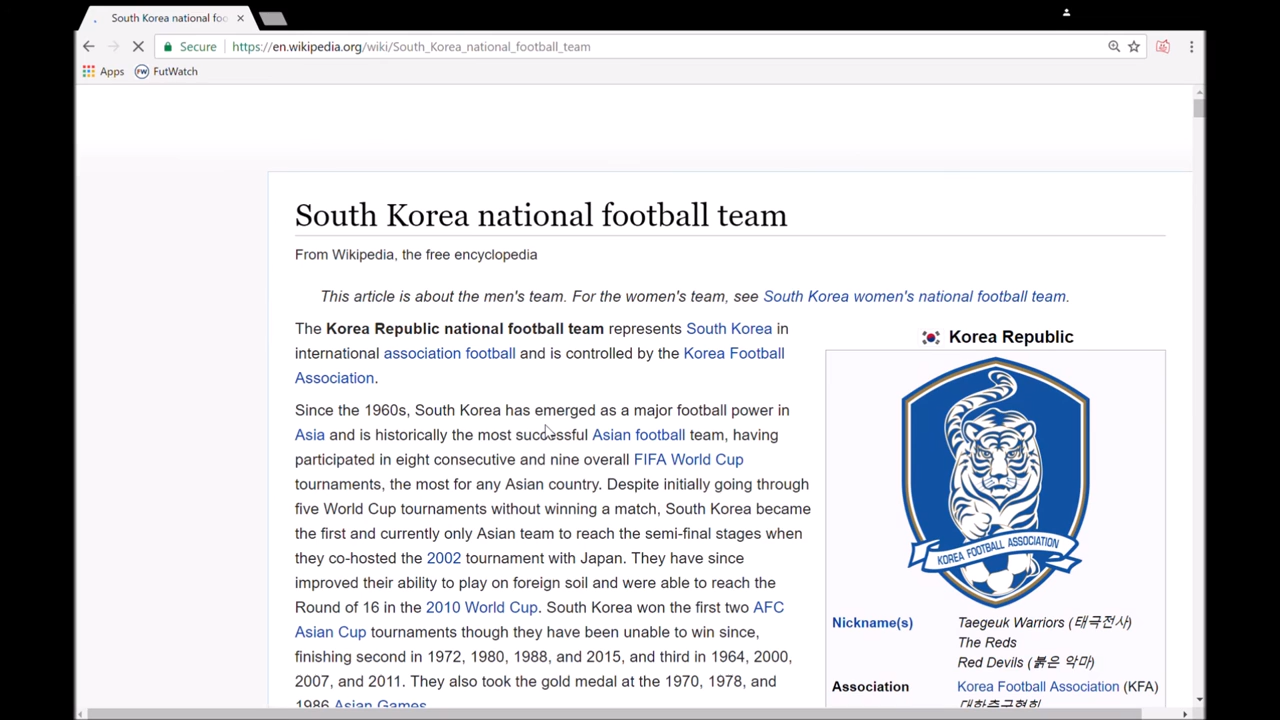 South Korea national foo
Secure https://en.wikipedia.org/wiki/South_Korea_national_football_team
Apps FutWatch
South Korea national football team
From Wikipedia, the free encyclopedia
This article is about the men's team. For the women's team, see South Korea women's national football team.
The Korea Republic national football team represents South Korea in
international association football and is controlled by the Korea Football
Association.
Since the 1960s, South Korea has emerged as a major football power in
Asia and is historically the most successful Asian football team, having
participated in eight consecutive and nine overall FIFA World Cup
tournaments, the most for any Asian country. Despite initially going through
five World Cup tournaments without winning a match, South Korea became
the first and currently only Asian team to reach the semi-final stages when
they co-hosted the 2002 tournament with Japan. They have since
improved their ability to play on foreign soil and were able to reach the
Round of 16 in the 2010 World Cup. South Korea won the first two AFC
Asian Cup tournaments though they have been unable to win since,
finishing second in 1972, 1980, 1988, and 2015, and third in 1964, 2000,
2007, and 2011. They also took the gold medal at the 1970, 1978, and
1986 Asian Games.
Korea Republic
KOREA FOOTBALL ASSOCIATION
Nickname(s) Taegeuk Warriors (태극전사)
The Reds
Red Devils (붉은 악마)
Association Korea Football Association (KFA)
대한축구협회